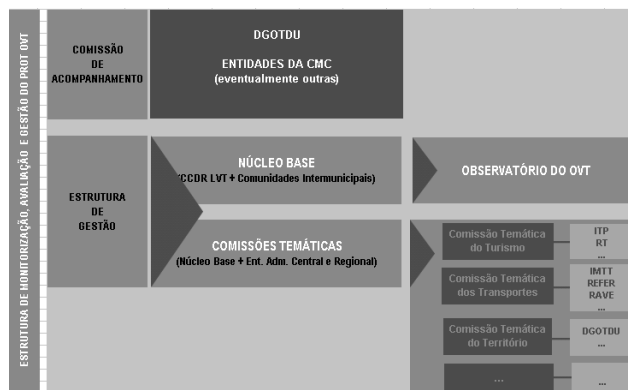 ESTRUTURA DE MONITORIZAÇÃO, AVALIAÇÃO E GESTÃO DO PROT OVT
COMISSÃO
DE
ACOMPANHAMENTO
DGOTDU
ENTIDADES DA CMC
(eventualmente outras)
ESTRUTURA
DE
GESTÃO
NÚCLEO BASE
(CCDR LVT + Comunidades Intermunicipais)
OBSERVATÓRIO DO OVT
COMISSÕES TEMÁTICAS
(Núcleo Base + Ent. Adm. Central e Regional)
Comissão Temática
do Turismo
ITP
RT
...
Comissão Temática
dos Transportes
IMTT
REFER
RAVE
...
Comissão Temática
do Território
DGOTDU
...
...
...